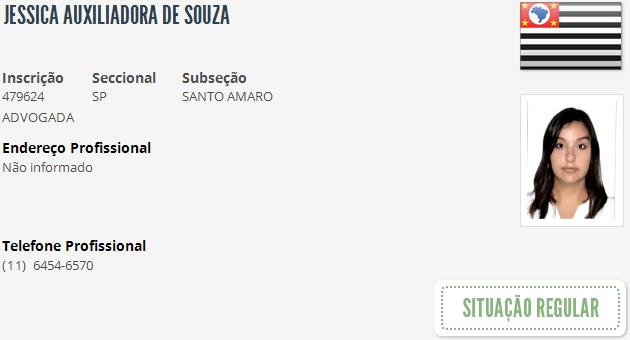 JESSICA AUXILIADORA DE SOUZA
Inscrição Seccional Subseção
479624 SP SANTO AMARO
ADVOGADA
Endereço Profissional
Não informado
Telefone Profissional
(11) 6454-6570
SITUAÇÃO REGULAR